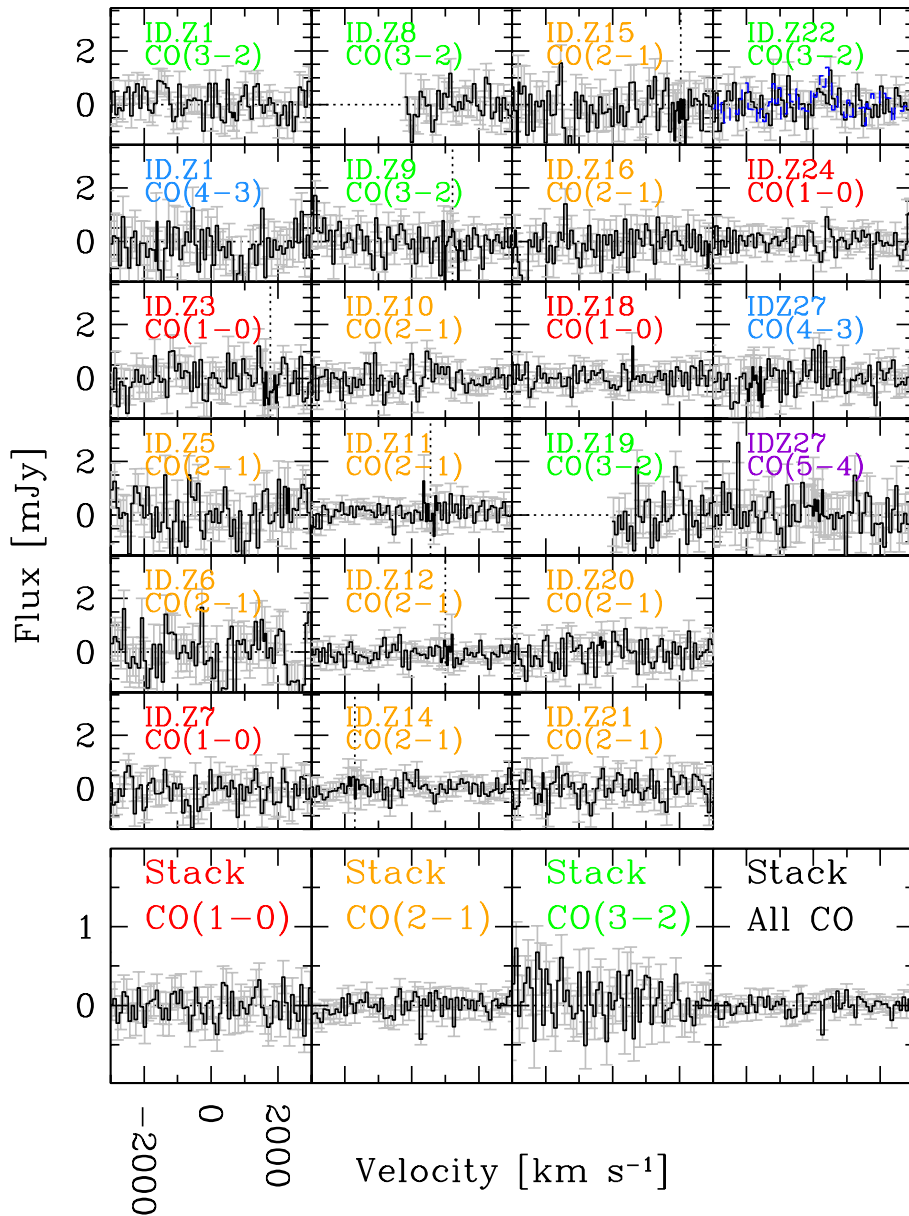 ID.Z1
CO(3-2)
ID.Z8
CO(3-2)
ID.Z15
CO(2-1)
ID.Z22
CO(3-2)
2
0
ID.Z1
CO(4-3)
ID.Z9
CO(3-2)
ID.Z16
CO(2-1)
ID.Z24
CO(1-0)
2
0
ID.Z3
CO(1-0)
ID.Z10
CO(2-1)
ID.Z18
CO(1-0)
IDZ27
CO(4-3)
2
0
ID.Z5
CO(2-1)
ID.Z11
CO(2-1)
ID.Z19
CO(3-2)
IDZ27
CO(5-4)
2
0
ID.Z6
CO(2-1)
ID.Z12
CO(2-1)
ID.Z20
CO(2-1)
2
0
ID.Z7
CO(1-0)
ID.Z14
CO(2-1)
ID.Z21
CO(2-1)
2
0
Flux [mJy]
Stack
CO(1-0)
Stack
CO(2-1)
Stack
CO(3-2)
Stack
All CO
1
0
-2000
0
2000
Velocity [km s⁻¹]